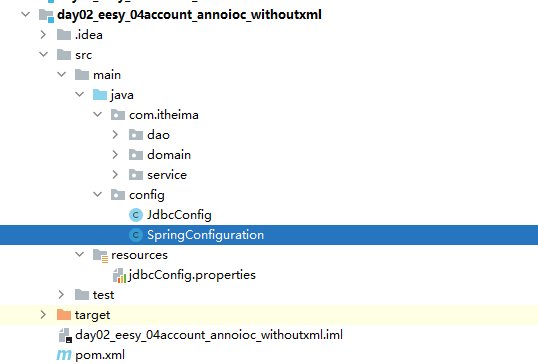 day02_eesy_04account_annoioc_withoutxml
.idea
src
main
java
com.itheima
dao
domain
service
config
JdbcConfig
SpringConfiguration
resources
jdbcConfig.properties
test
target
day02_eesy_04account_annoioc_withoutxml.iml
pom.xml